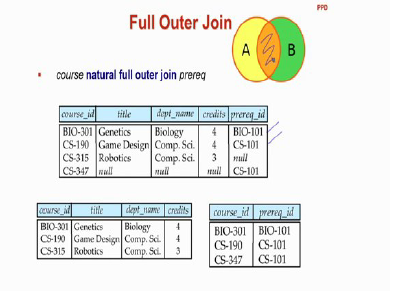 PPD
Full Outer Join
A B
• course natural full outer join prereq
course_id title dept_name credits prereq_id
BIO-301 Genetics Biology 4 BIO-101
CS-190 Game Design Comp. Sci. 4 CS-101
CS-315 Robotics Comp. Sci. 3 null
CS-347 null null null CS-101
course_id title dept_name credits
BIO-301 Genetics Biology 4
CS-190 Game Design Comp. Sci. 4
CS-315 Robotics Comp. Sci. 3
course_id prereq_id
BIO-301 BIO-101
CS-190 CS-101
CS-347 CS-101